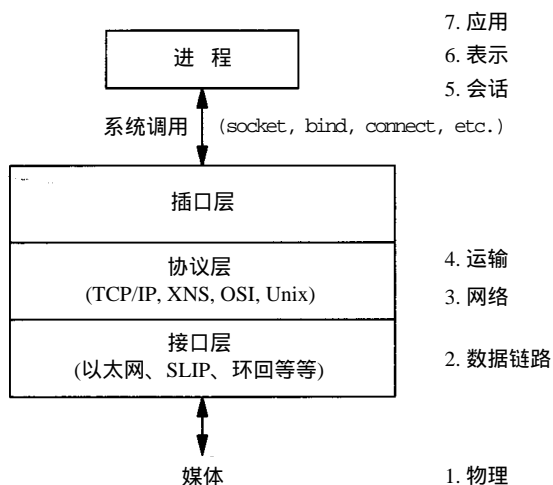 7. 应用
进 程
6. 表示
5. 会话
系统调用 (socket, bind, connect, etc.)
插口层
协议层
4. 运输
(TCP/IP, XNS, OSI, Unix)
3. 网络
接口层
(以太网、SLIP、环回等等)
2. 数据链路
媒体
1. 物理